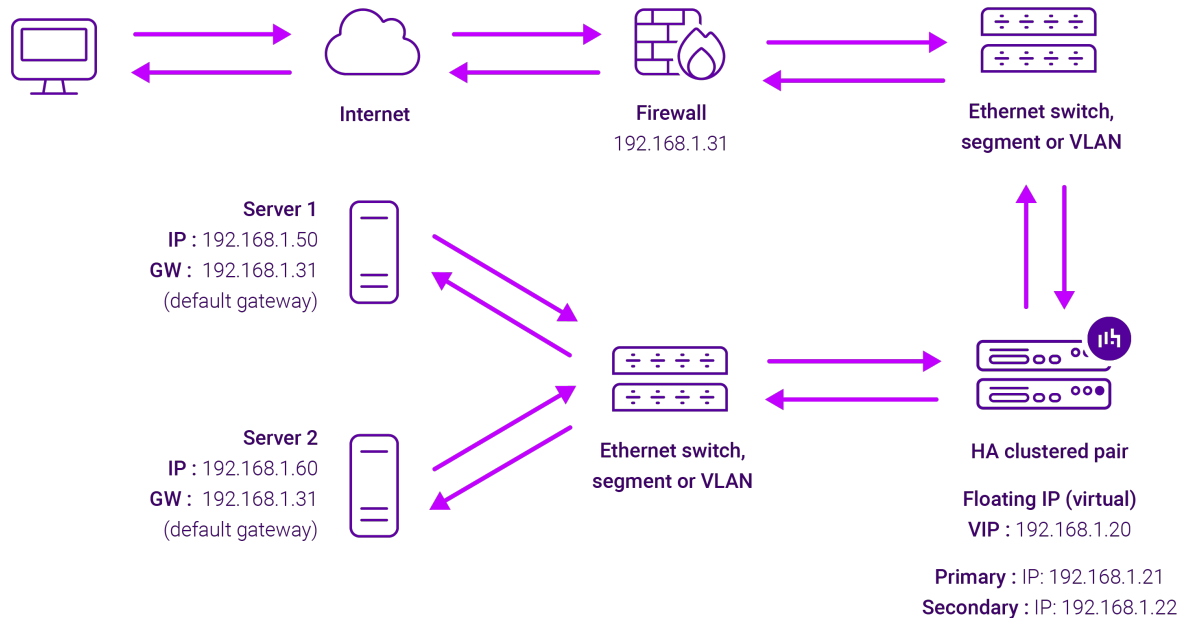 Internet
Firewall
192.168.1.31
Ethernet switch,
segment or VLAN
Server 1
IP : 192.168.1.50
GW : 192.168.1.31
(default gateway)
Server 2
IP : 192.168.1.60
GW : 192.168.1.31
(default gateway)
Ethernet switch,
segment or VLAN
HA clustered pair
Floating IP (virtual)
VIP : 192.168.1.20
Primary : IP: 192.168.1.21
Secondary : IP: 192.168.1.22